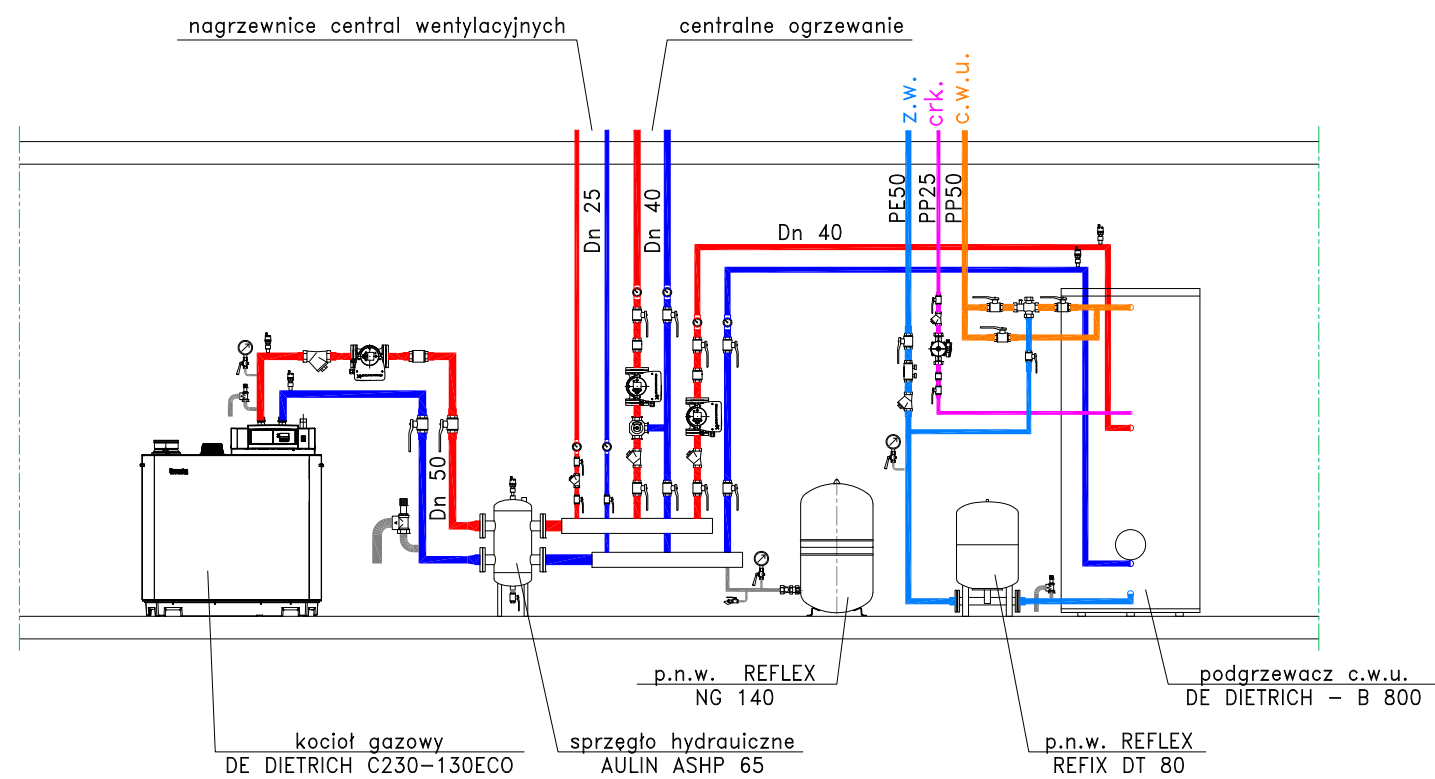 nagrzewnice central wentylacyjnych
centralne ogrzewanie
z.w.
crk.
c.w.u.
Dn 25
Dn 40
PE50
PP25
PP50
Dn 40
Dn 50
p.n.w. REFLEX
NG 140
podgrzewacz c.w.u.
DE DIETRICH - B 800
kocioł gazowy
DE DIETRICH C230-130ECO
sprzęgło hydrauiczne
AULIN ASHP 65
p.n.w. REFLEX
REFIX DT 80